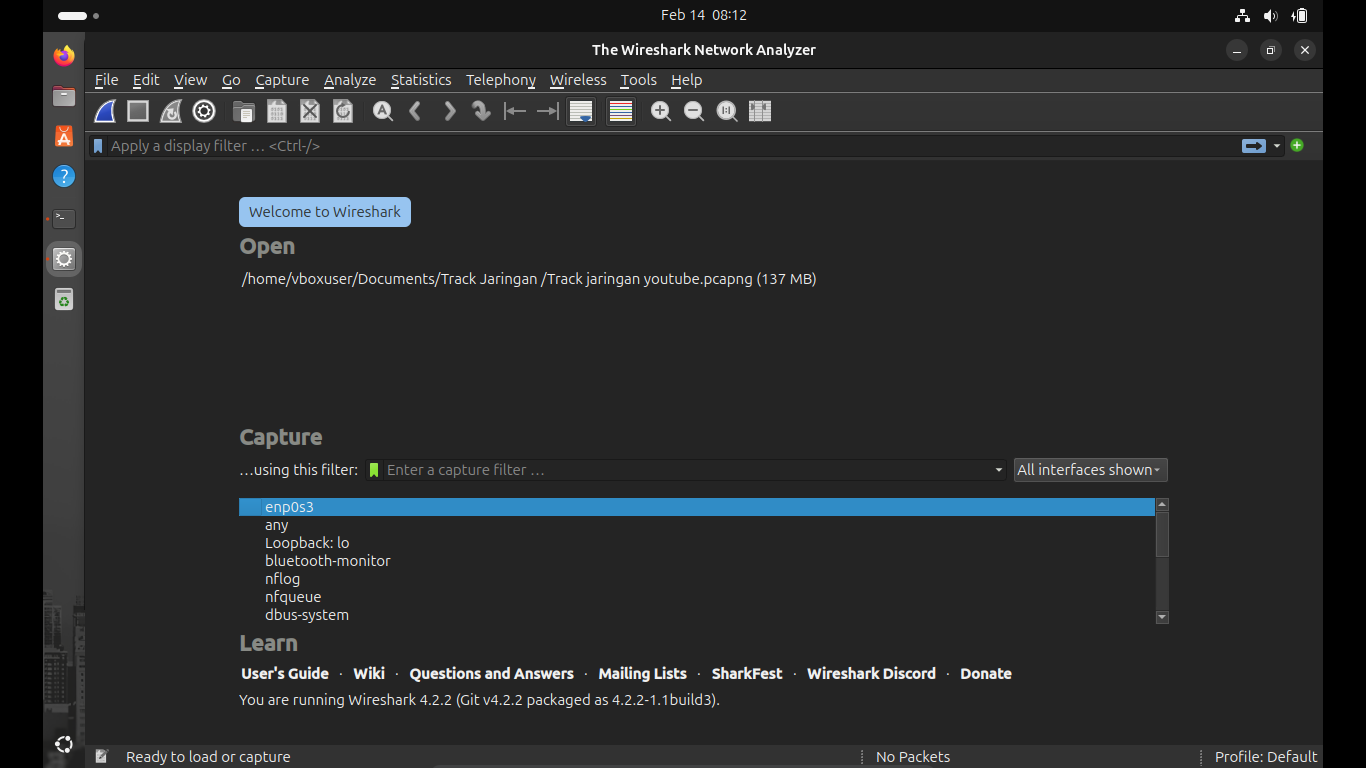 Feb 14 08:12
The Wireshark Network Analyzer
File Edit View Go Capture Analyze Statistics Telephony Wireless Tools Help
Apply a display filter … <Ctrl-/>
Welcome to Wireshark
Open
/home/vboxuser/Documents/Track Jaringan /Track jaringan youtube.pcapng (137 MB)
Capture
…using this filter: Enter a capture filter … All interfaces shown
enp0s3
any
Loopback: lo
bluetooth-monitor
nflog
nfqueue
dbus-system
Learn
User's Guide · Wiki · Questions and Answers · Mailing Lists · SharkFest · Wireshark Discord · Donate
You are running Wireshark 4.2.2 (Git v4.2.2 packaged as 4.2.2-1.1build3).
Ready to load or capture No Packets Profile: Default